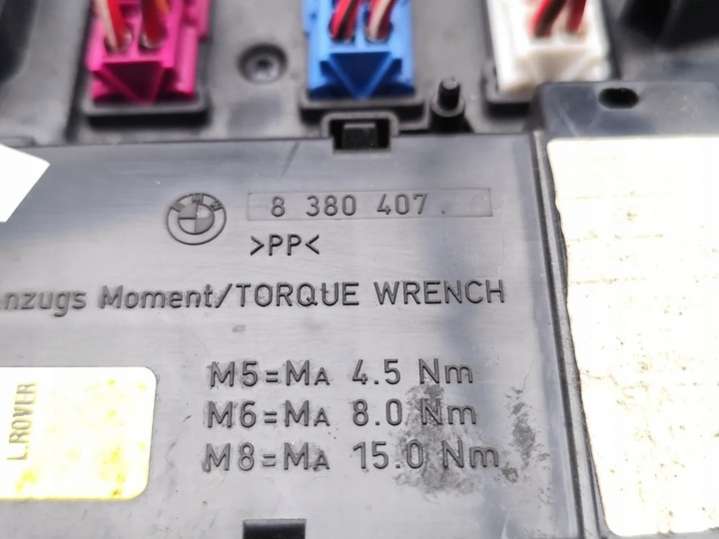 BMW
8 380 407
>PP<
nzugs Moment/TORQUE WRENCH
M5=MA 4.5 Nm
M6=MA 8.0 Nm
M8=MA 15.0 Nm
L.ROVER